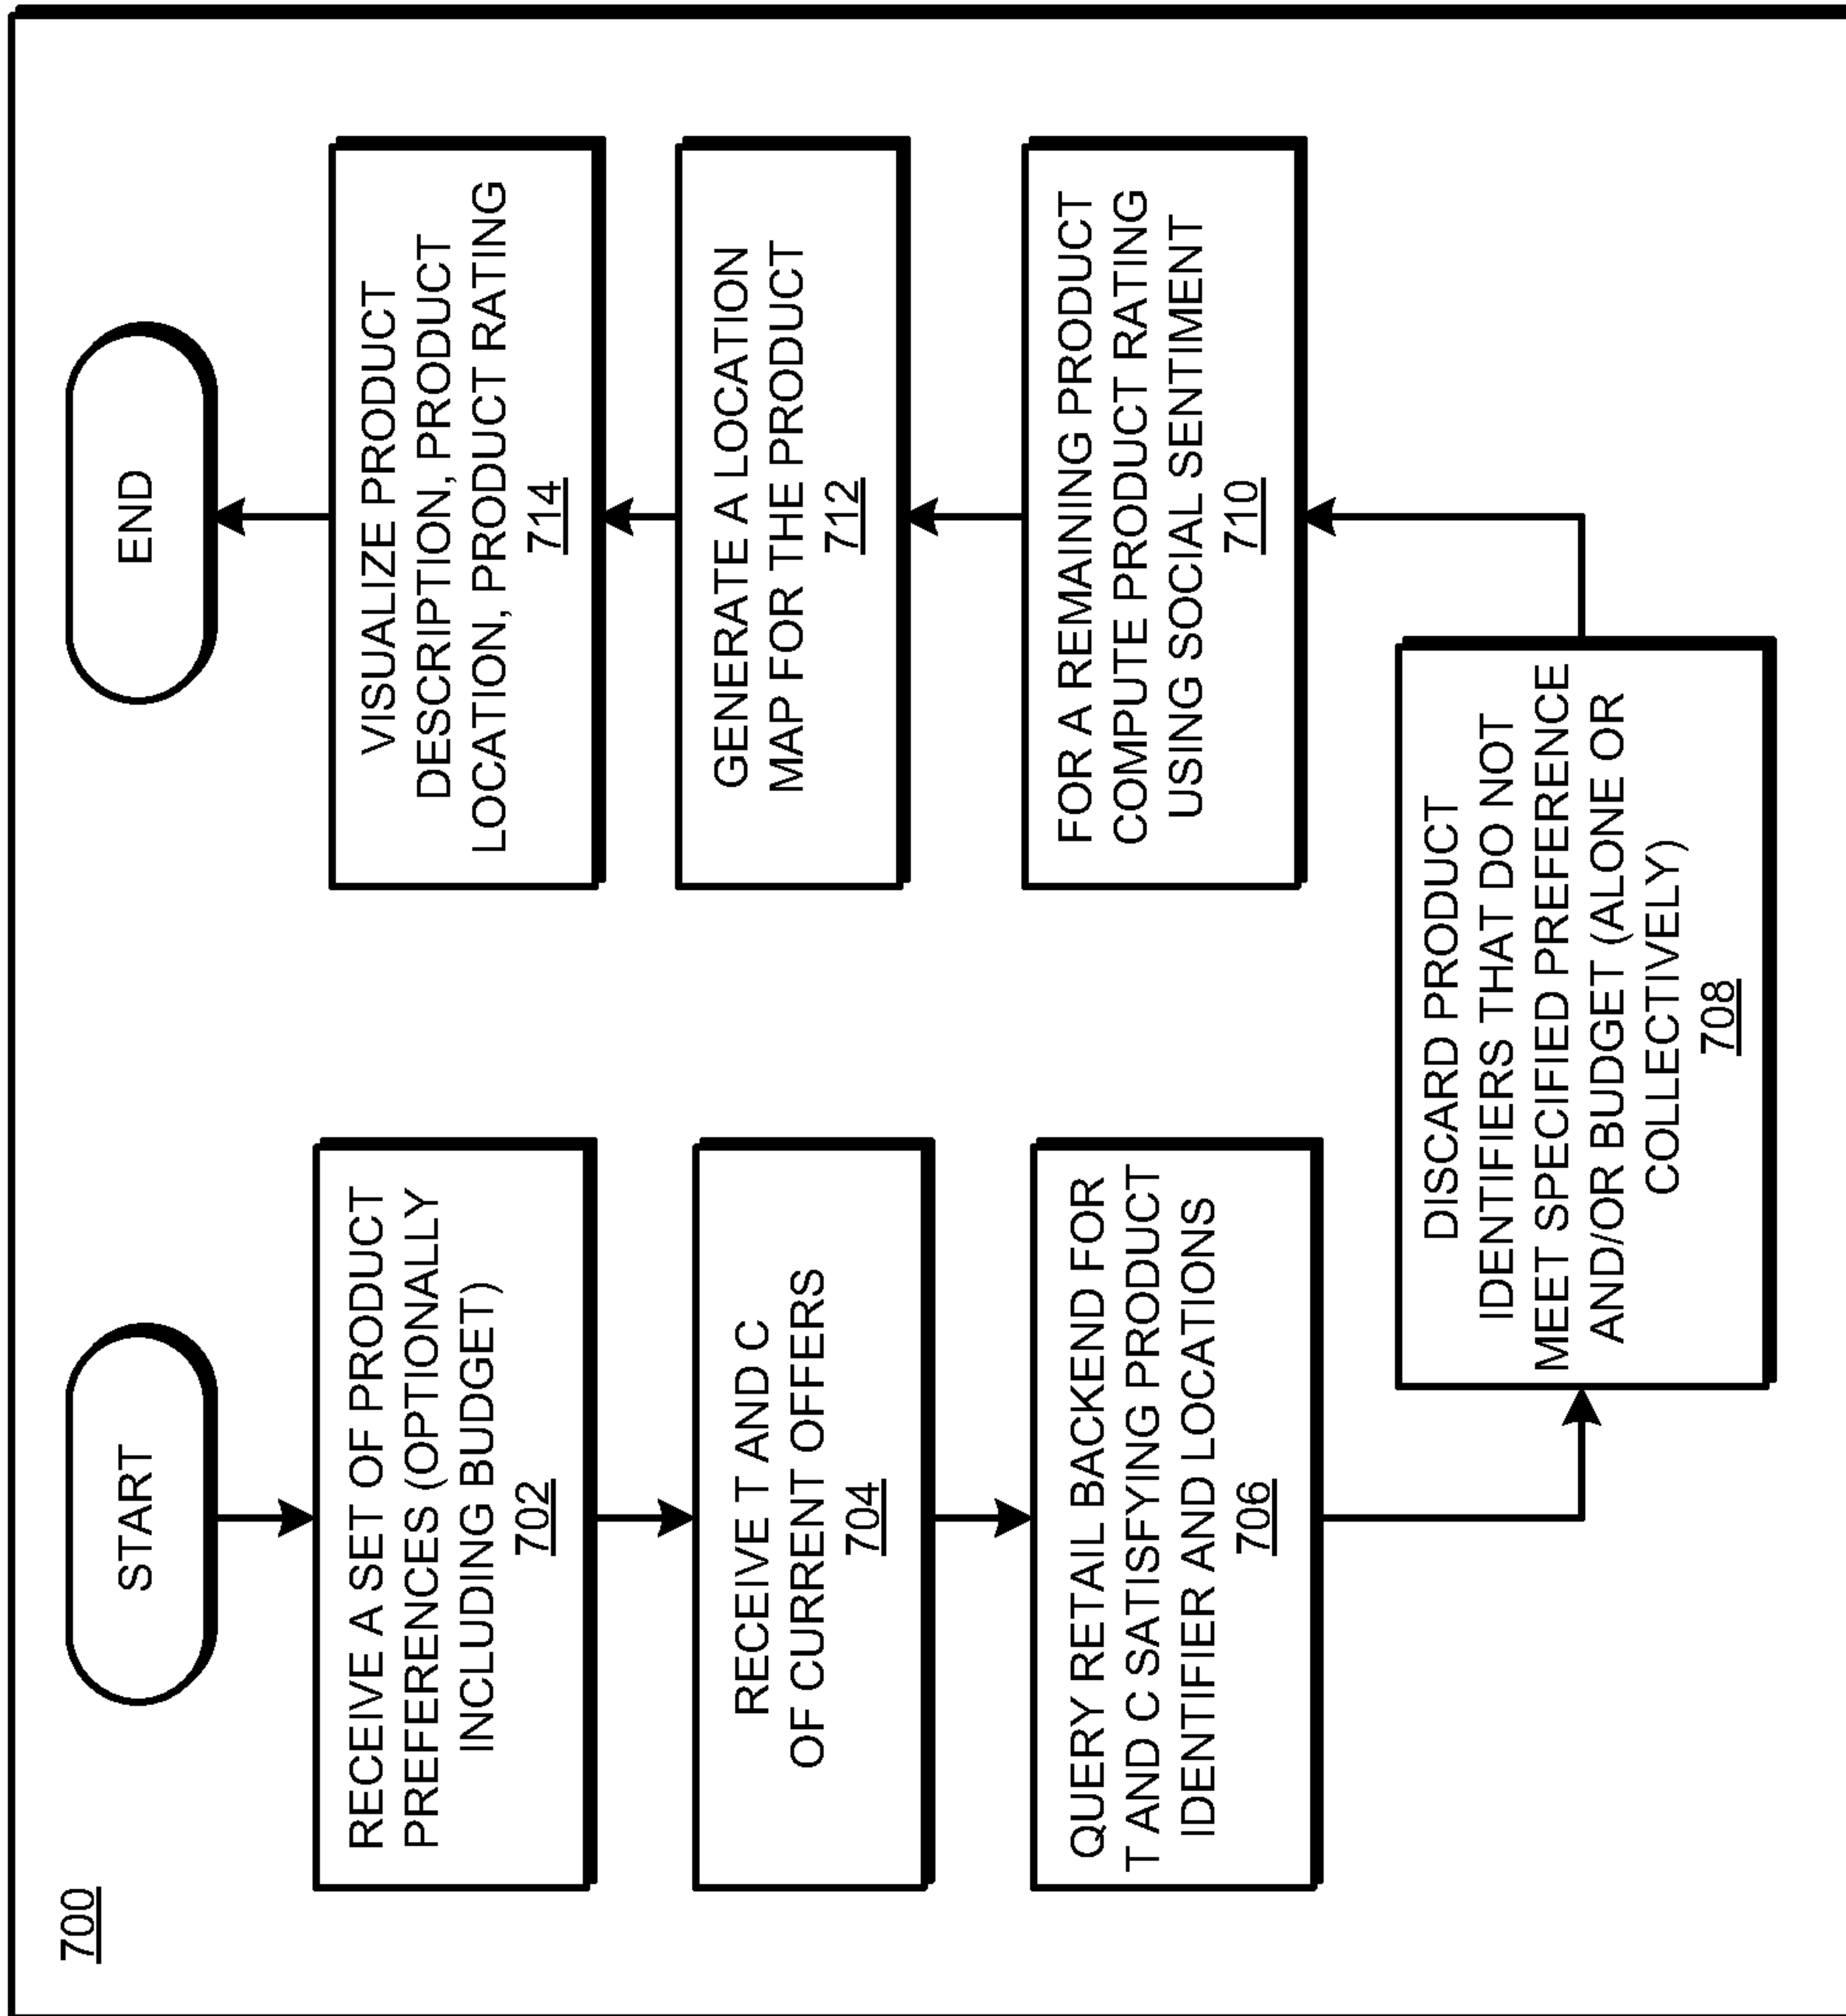 700
START
RECEIVE A SET OF PRODUCT
PREFERENCES (OPTIONALLY
INCLUDING BUDGET)
702
RECEIVE T AND C
OF CURRENT OFFERS
704
QUERY RETAIL BACKEND FOR
T AND C SATISFYING PRODUCT
IDENTIFIER AND LOCATIONS
706
DISCARD PRODUCT
IDENTIFIERS THAT DO NOT
MEET SPECIFIED PREFERENCE
AND/OR BUDGET (ALONE OR
COLLECTIVELY)
708
FOR A REMAINING PRODUCT
COMPUTE PRODUCT RATING
USING SOCIAL SENTIMENT
710
GENERATE A LOCATION
MAP FOR THE PRODUCT
712
VISUALIZE PRODUCT
DESCRIPTION, PRODUCT
LOCATION, PRODUCT RATING
714
END